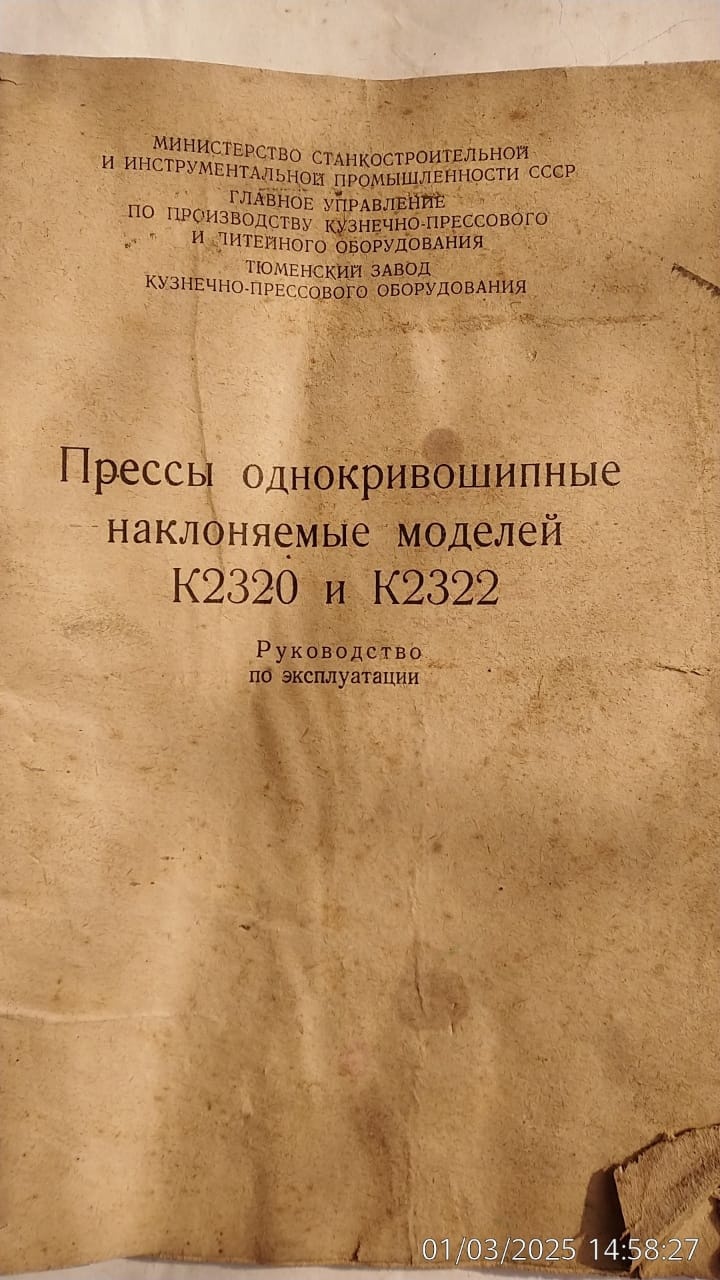 МИНИСТЕРСТВО СТАНКОСТРОИТЕЛЬНОЙ
И ИНСТРУМЕНТАЛЬНОЙ ПРОМЫШЛЕННОСТИ СССР
ГЛАВНОЕ УПРАВЛЕНИЕ
ПО ПРОИЗВОДСТВУ КУЗНЕЧНО-ПРЕССОВОГО
И ЛИТЕЙНОГО ОБОРУДОВАНИЯ
ТЮМЕНСКИЙ ЗАВОД
КУЗНЕЧНО-ПРЕССОВОГО ОБОРУДОВАНИЯ
Прессы однокривошипные
наклоняемые моделей
К2320 и К2322
Руководство
по эксплуатации
01/03/2025 14:58:27